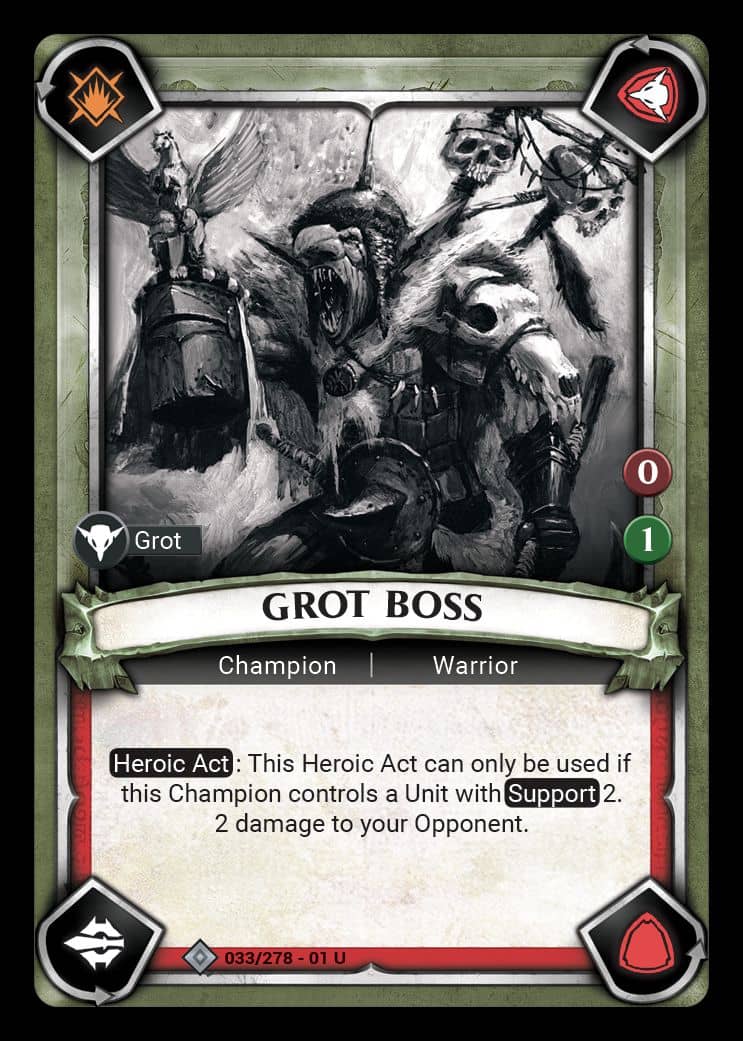 0
Grot
1
GROT BOSS
Champion | Warrior
Heroic Act: This Heroic Act can only be used if
this Champion controls a Unit with Support 2.
2 damage to your Opponent.
033/278 - 01 U